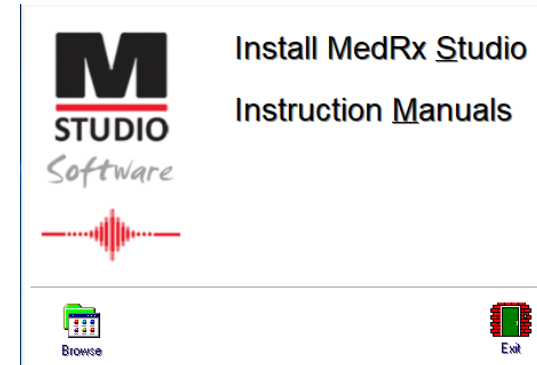 M
STUDIO
Software
Install MedRx Studio
Instruction Manuals
Browse
Exit